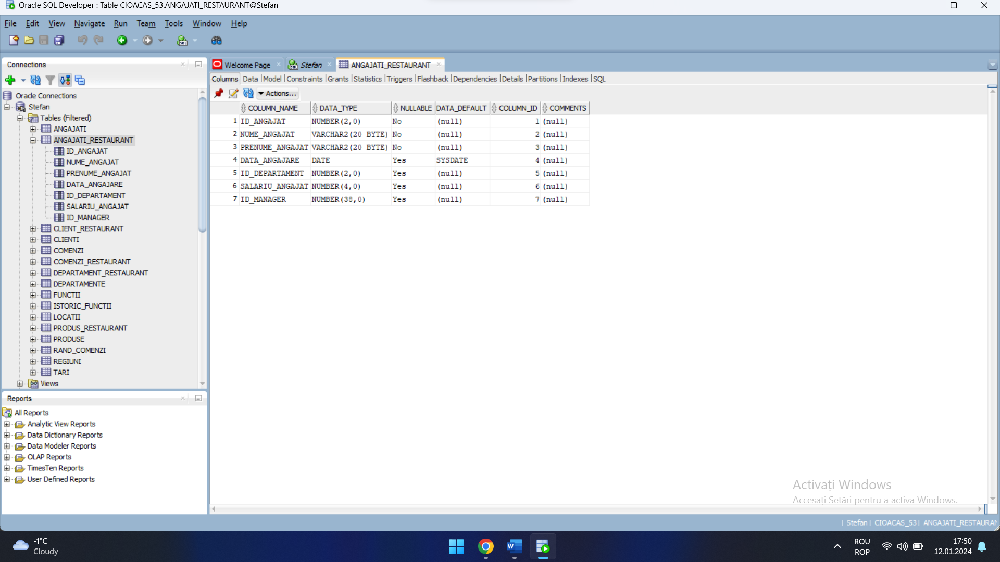 Oracle SQL Developer : Table CIOACAS_53.ANGAJATI_RESTAURANT@Stefan
File Edit View Navigate Run Team Tools Window Help
SQL
Connections
Welcome Page
SQL Stefan
ANGAJATI_RESTAURANT
Columns Data |Model |Constraints |Grants |Statistics |Triggers |Flashback |Dependencies |Details |Partitions |Indexes |SQL
Actions...
COLUMN_NAME DATA_TYPE NULLABLE DATA_DEFAULT COLUMN_ID COMMENTS
1 ID_ANGAJAT NUMBER(2,0) No (null) 1 (null)
2 NUME_ANGAJAT VARCHAR2(20 BYTE) No (null) 2 (null)
3 PRENUME_ANGAJAT VARCHAR2(20 BYTE) No (null) 3 (null)
4 DATA_ANGAJARE DATE Yes SYSDATE 4 (null)
5 ID_DEPARTAMENT NUMBER(2,0) Yes (null) 5 (null)
6 SALARIU_ANGAJAT NUMBER(4,0) Yes (null) 6 (null)
7 ID_MANAGER NUMBER(38,0) Yes (null) 7 (null)
Oracle Connections
Stefan
Tables (Filtered)
ANGAJATI
ANGAJATI_RESTAURANT
ID_ANGAJAT
NUME_ANGAJAT
PRENUME_ANGAJAT
DATA_ANGAJARE
ID_DEPARTAMENT
SALARIU_ANGAJAT
ID_MANAGER
CLIENT_RESTAURANT
CLIENTI
COMENZI
COMENZI_RESTAURANT
DEPARTAMENT_RESTAURANT
DEPARTAMENTE
FUNCTII
ISTORIC_FUNCTII
LOCATII
PRODUS_RESTAURANT
PRODUSE
RAND_COMENZI
REGIUNI
TARI
Views
Reports
All Reports
Analytic View Reports
Data Dictionary Reports
Data Modeler Reports
OLAP Reports
TimesTen Reports
User Defined Reports
Activați Windows
Accesați Setări pentru a activa Windows.
| Stefan | CIOACAS_53 | ANGAJATI_RESTAURAN
-1°C
Cloudy
W
ROU
ROP
17:50
12.01.2024